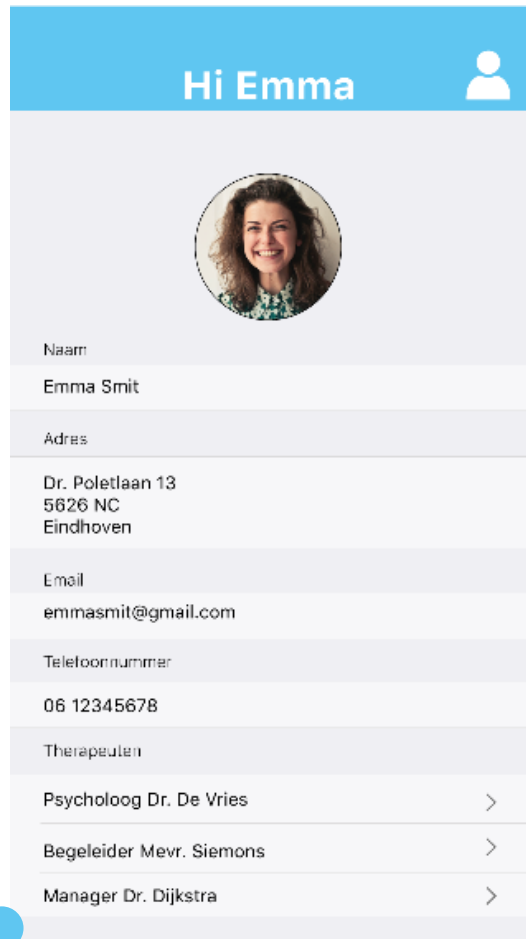 Hi Emma
Naam
Emma Smit
Adres
Dr. Poletlaan 13
5626 NC
Eindhoven
Email
emmasmit@gmail.com
Telefoonnummer
06 12345678
Therapeuten
Psycholoog Dr. De Vries
Begeleider Mevr. Siemons
Manager Dr. Dijkstra